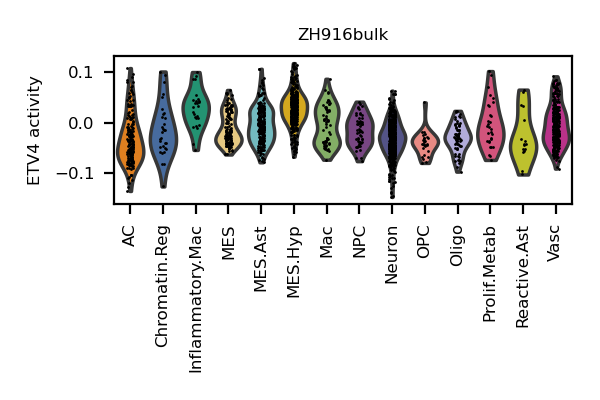 ZH916bulk
ETV4 activity
0.1
0.0
−0.1
AC
Chromatin.Reg
Inflammatory.Mac
MES
MES.Ast
MES.Hyp
Mac
NPC
Neuron
OPC
Oligo
Prolif.Metab
Reactive.Ast
Vasc